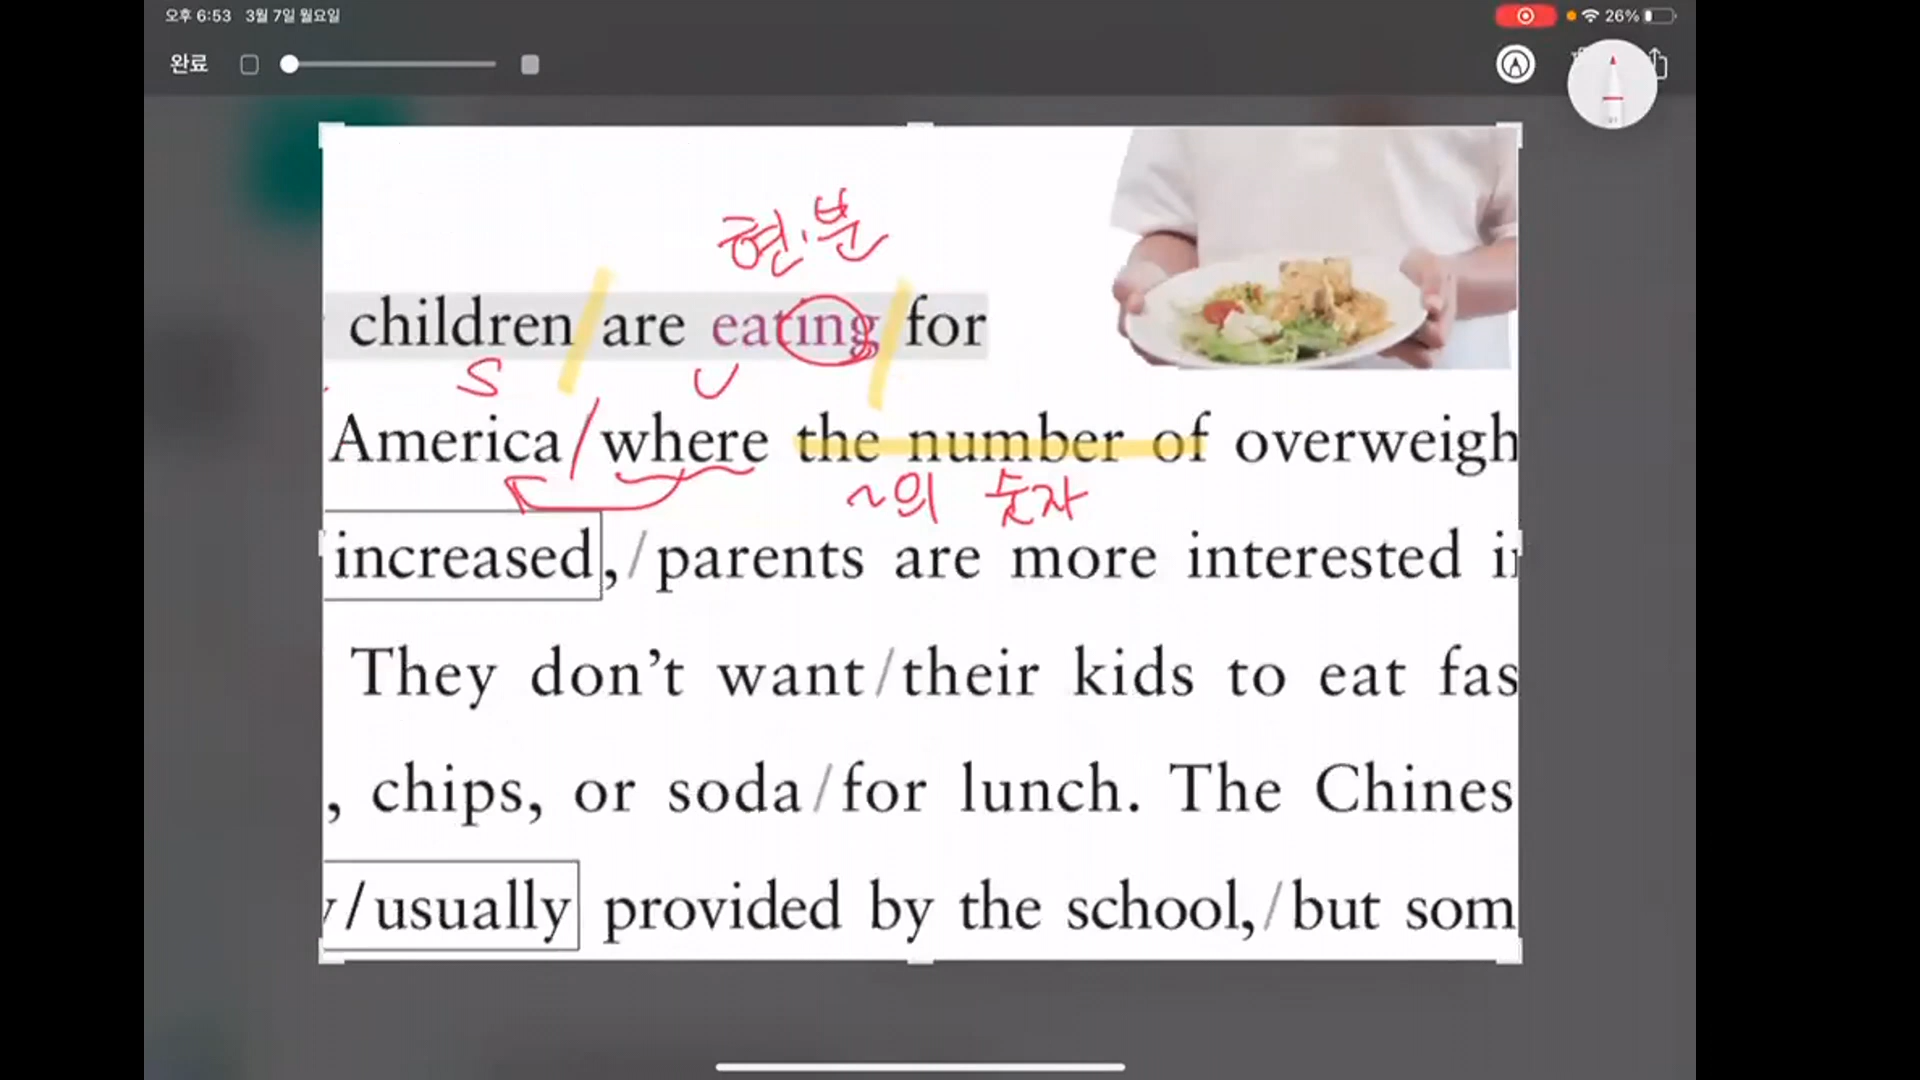 오후 6:53 3월 7일 월요일
26%
완료
현·분
children / are eating / for
S V
America / where the number of overweigh
~의 숫자
increased, / parents are more interested i
They don't want / their kids to eat fas
, chips, or soda / for lunch. The Chines
y / usually provided by the school, / but som